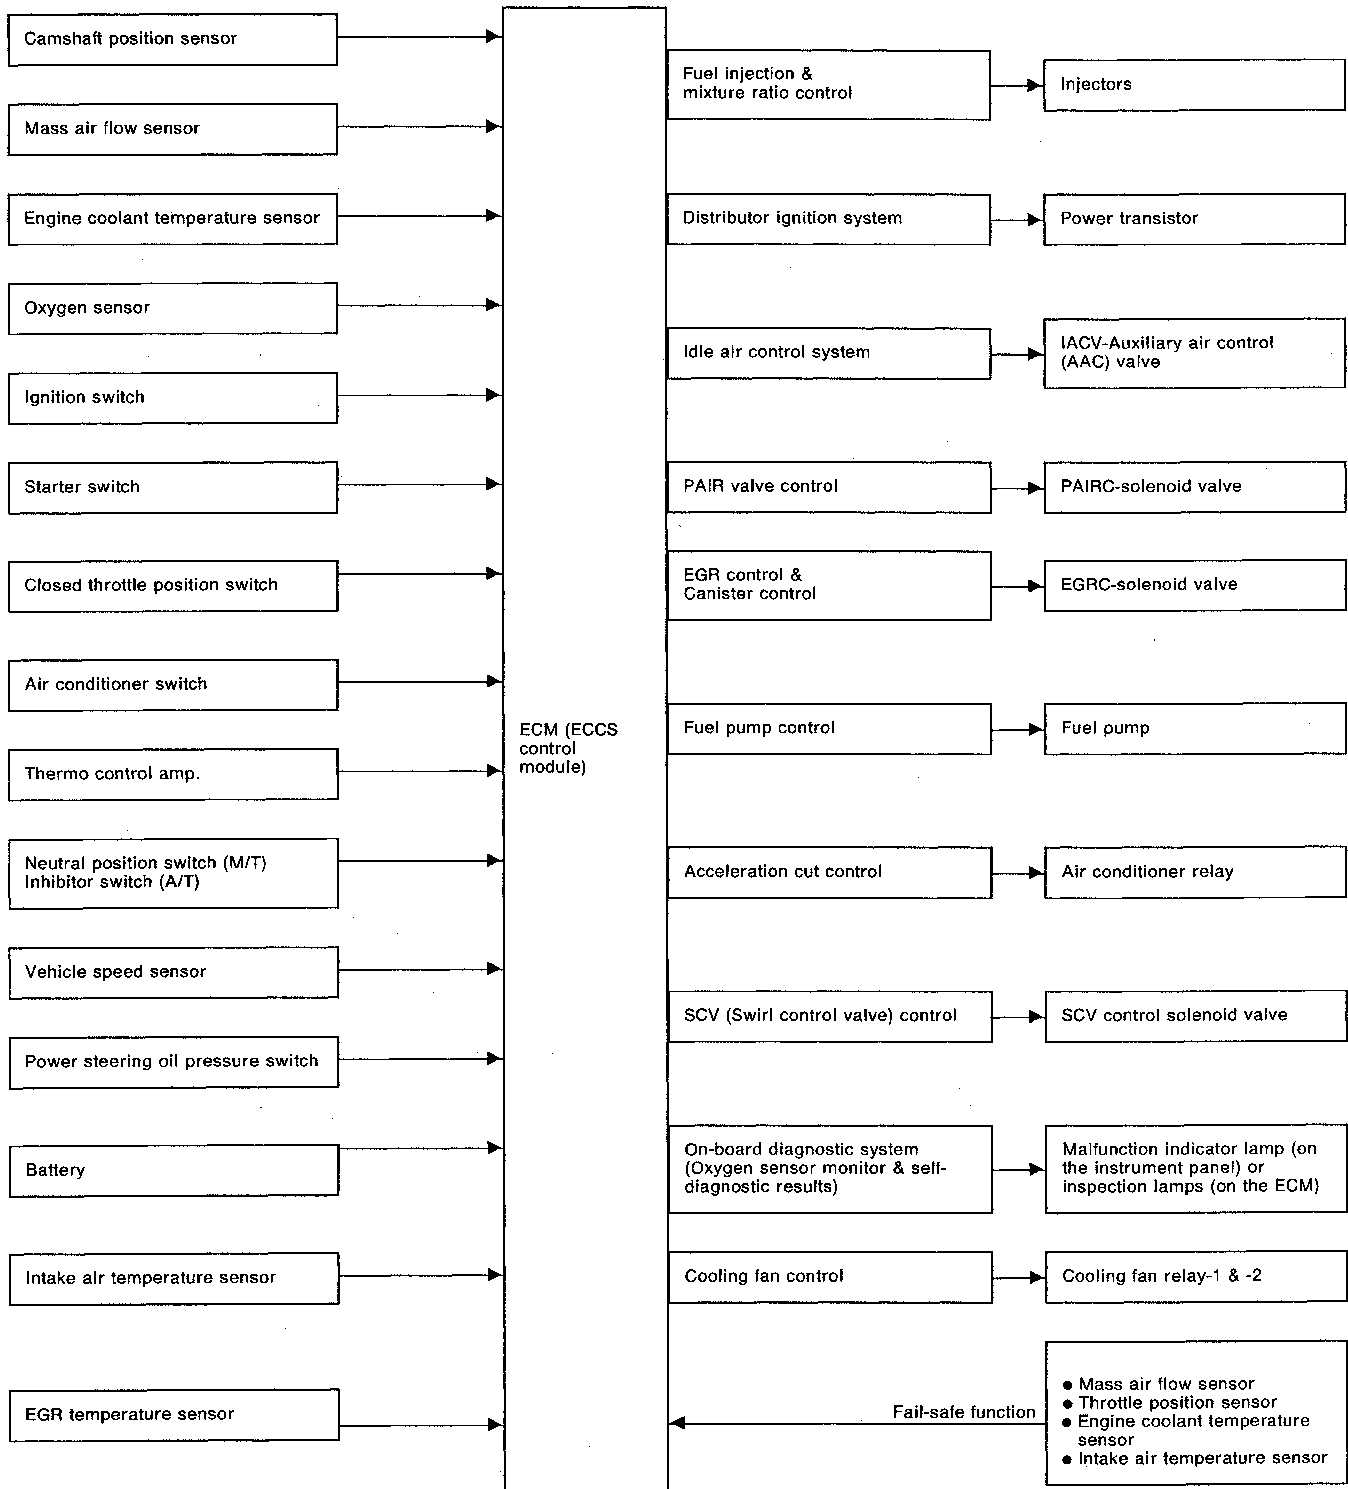 Camshaft position sensor
Mass air flow sensor
Engine coolant temperature sensor
Oxygen sensor
Ignition switch
Starter switch
Closed throttle position switch
Air conditioner switch
Thermo control amp.
Neutral position switch (M/T)
Inhibitor switch (A/T)
Vehicle speed sensor
Power steering oil pressure switch
Battery
Intake air temperature sensor
EGR temperature sensor
ECM (ECCS
control
module)
Fuel injection &
mixture ratio control
Injectors
Distributor ignition system
Power transistor
Idle air control system
IACV-Auxiliary air control
(AAC) valve
PAIR valve control
PAIRC-solenoid valve
EGR control &
Canister control
EGRC-solenoid valve
Fuel pump control
Fuel pump
Acceleration cut control
Air conditioner relay
SCV (Swirl control valve) control
SCV control solenoid valve
On-board diagnostic system
(Oxygen sensor monitor & self-
diagnostic results)
Malfunction indicator lamp (on
the instrument panel) or
inspection lamps (on the ECM)
Cooling fan control
Cooling fan relay-1 & -2
Fail-safe function
● Mass air flow sensor
● Throttle position sensor
● Engine coolant temperature
sensor
● Intake air temperature sensor